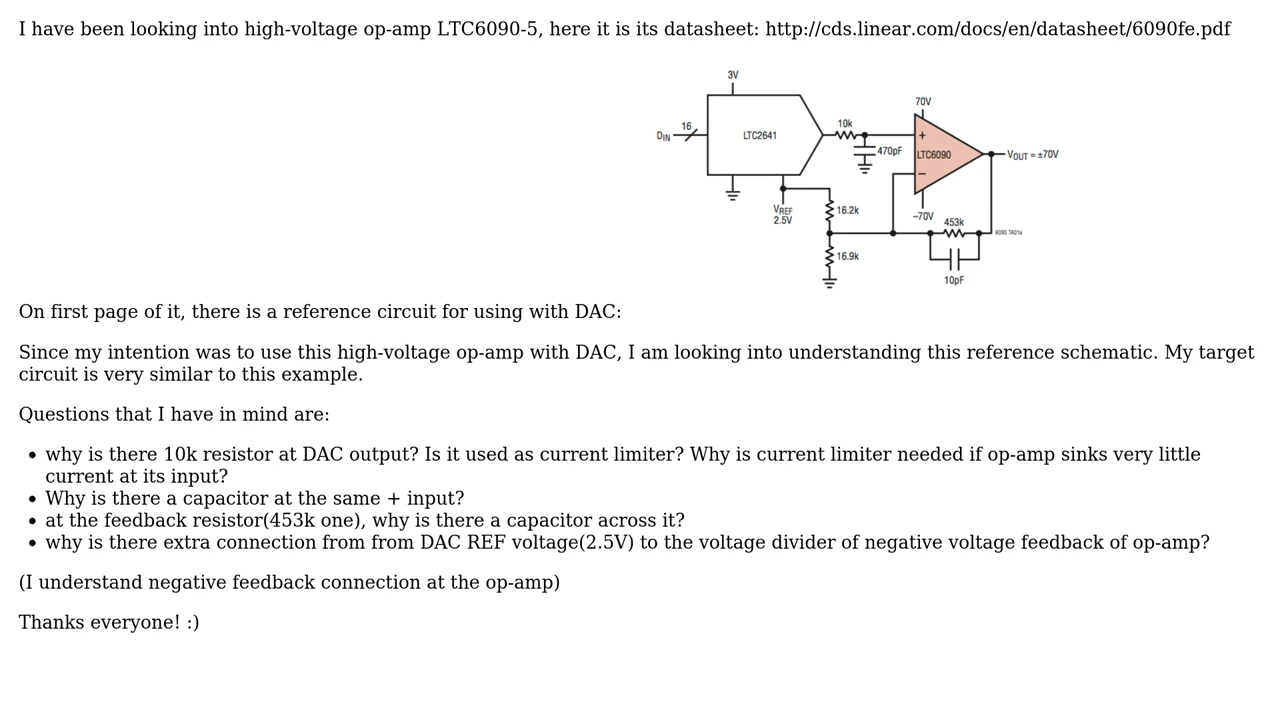 I have been looking into high-voltage op-amp LTC6090-5, here it is its datasheet: http://cds.linear.com/docs/en/datasheet/6090fe.pdf
3V
70V
16
10k
DIN
LTC2641
+
470pF
LTC6090
VOUT = ±70V
–
VREF
2.5V
16.2k
–70V
453k
6090 TA01a
16.9k
10pF
On first page of it, there is a reference circuit for using with DAC:
Since my intention was to use this high-voltage op-amp with DAC, I am looking into understanding this reference schematic. My target
circuit is very similar to this example.
Questions that I have in mind are:
• why is there 10k resistor at DAC output? Is it used as current limiter? Why is current limiter needed if op-amp sinks very little
current at its input?
• Why is there a capacitor at the same + input?
• at the feedback resistor(453k one), why is there a capacitor across it?
• why is there extra connection from from DAC REF voltage(2.5V) to the voltage divider of negative voltage feedback of op-amp?
(I understand negative feedback connection at the op-amp)
Thanks everyone! :)